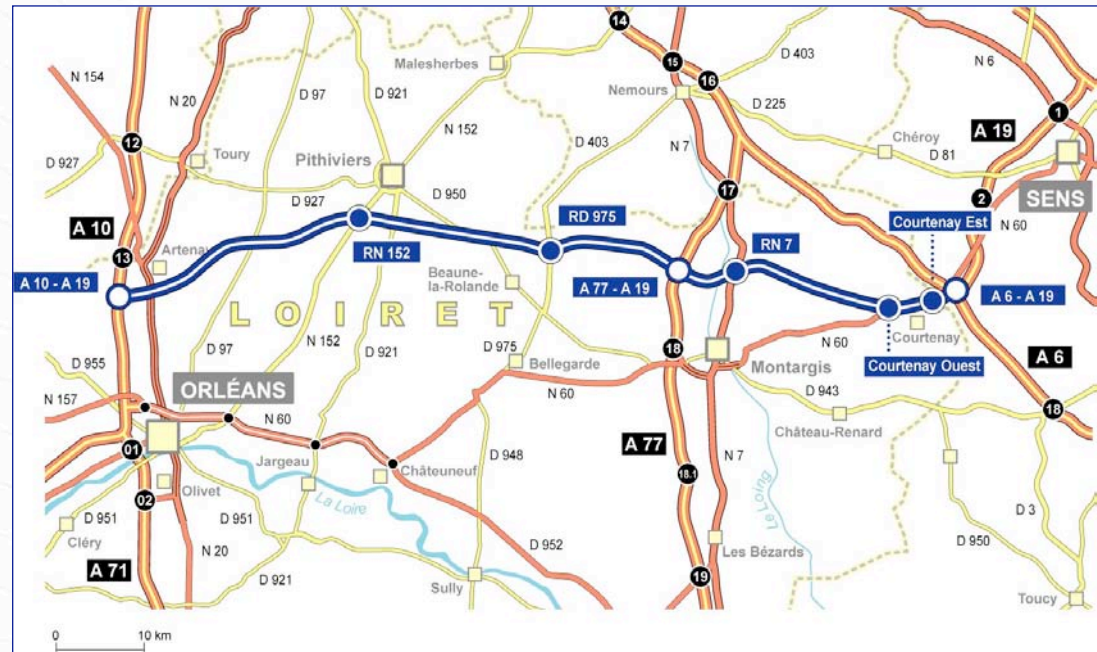 14
D 403
N 6
N 154
N 20
D 97
D 921
Malesherbes
15
16
Nemours
D 225
1
N 152
Chéroy
A 19
12
Toury
Pithiviers
D 403
N 7
D 81
D 927
D 927
D 950
17
2
SENS
RD 975
Courtenay Est
N 60
A 10
13
Artenay
RN 152
RN 7
A 10 - A 19
Beaune-
la-Rolande
A 77 - A 19
A 6 - A 19
LOIRET
N 152
D 921
D 975
N 60
Courtenay
D 955
D 97
18
Bellegarde
Montargis
Courtenay Ouest
A 6
ORLÉANS
N 157
N 60
N 60
D 943
18
Château-Renard
01
Jargeau
Châteuneuf
D 948
A 77
N 7
18.1
Le Loing
02
Olivet
La Loire
D 951
D 951
D 3
Cléry
N 20
D 952
D 950
Les Bézards
A 71
D 921
Sully
19
Toucy
0
10 km